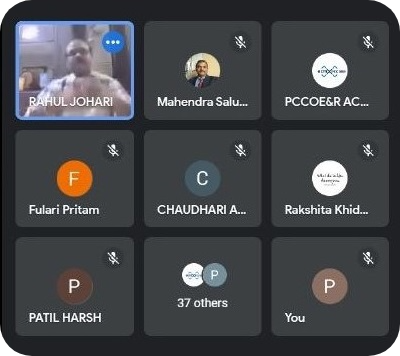 RAHUL JOHARI
Mahendra Salu...
PCCOE&R AC...
F
Fulari Pritam
C
CHAUDHARI A...
Rakshita Khid...
P
PATIL HARSH
P
37 others
P
You